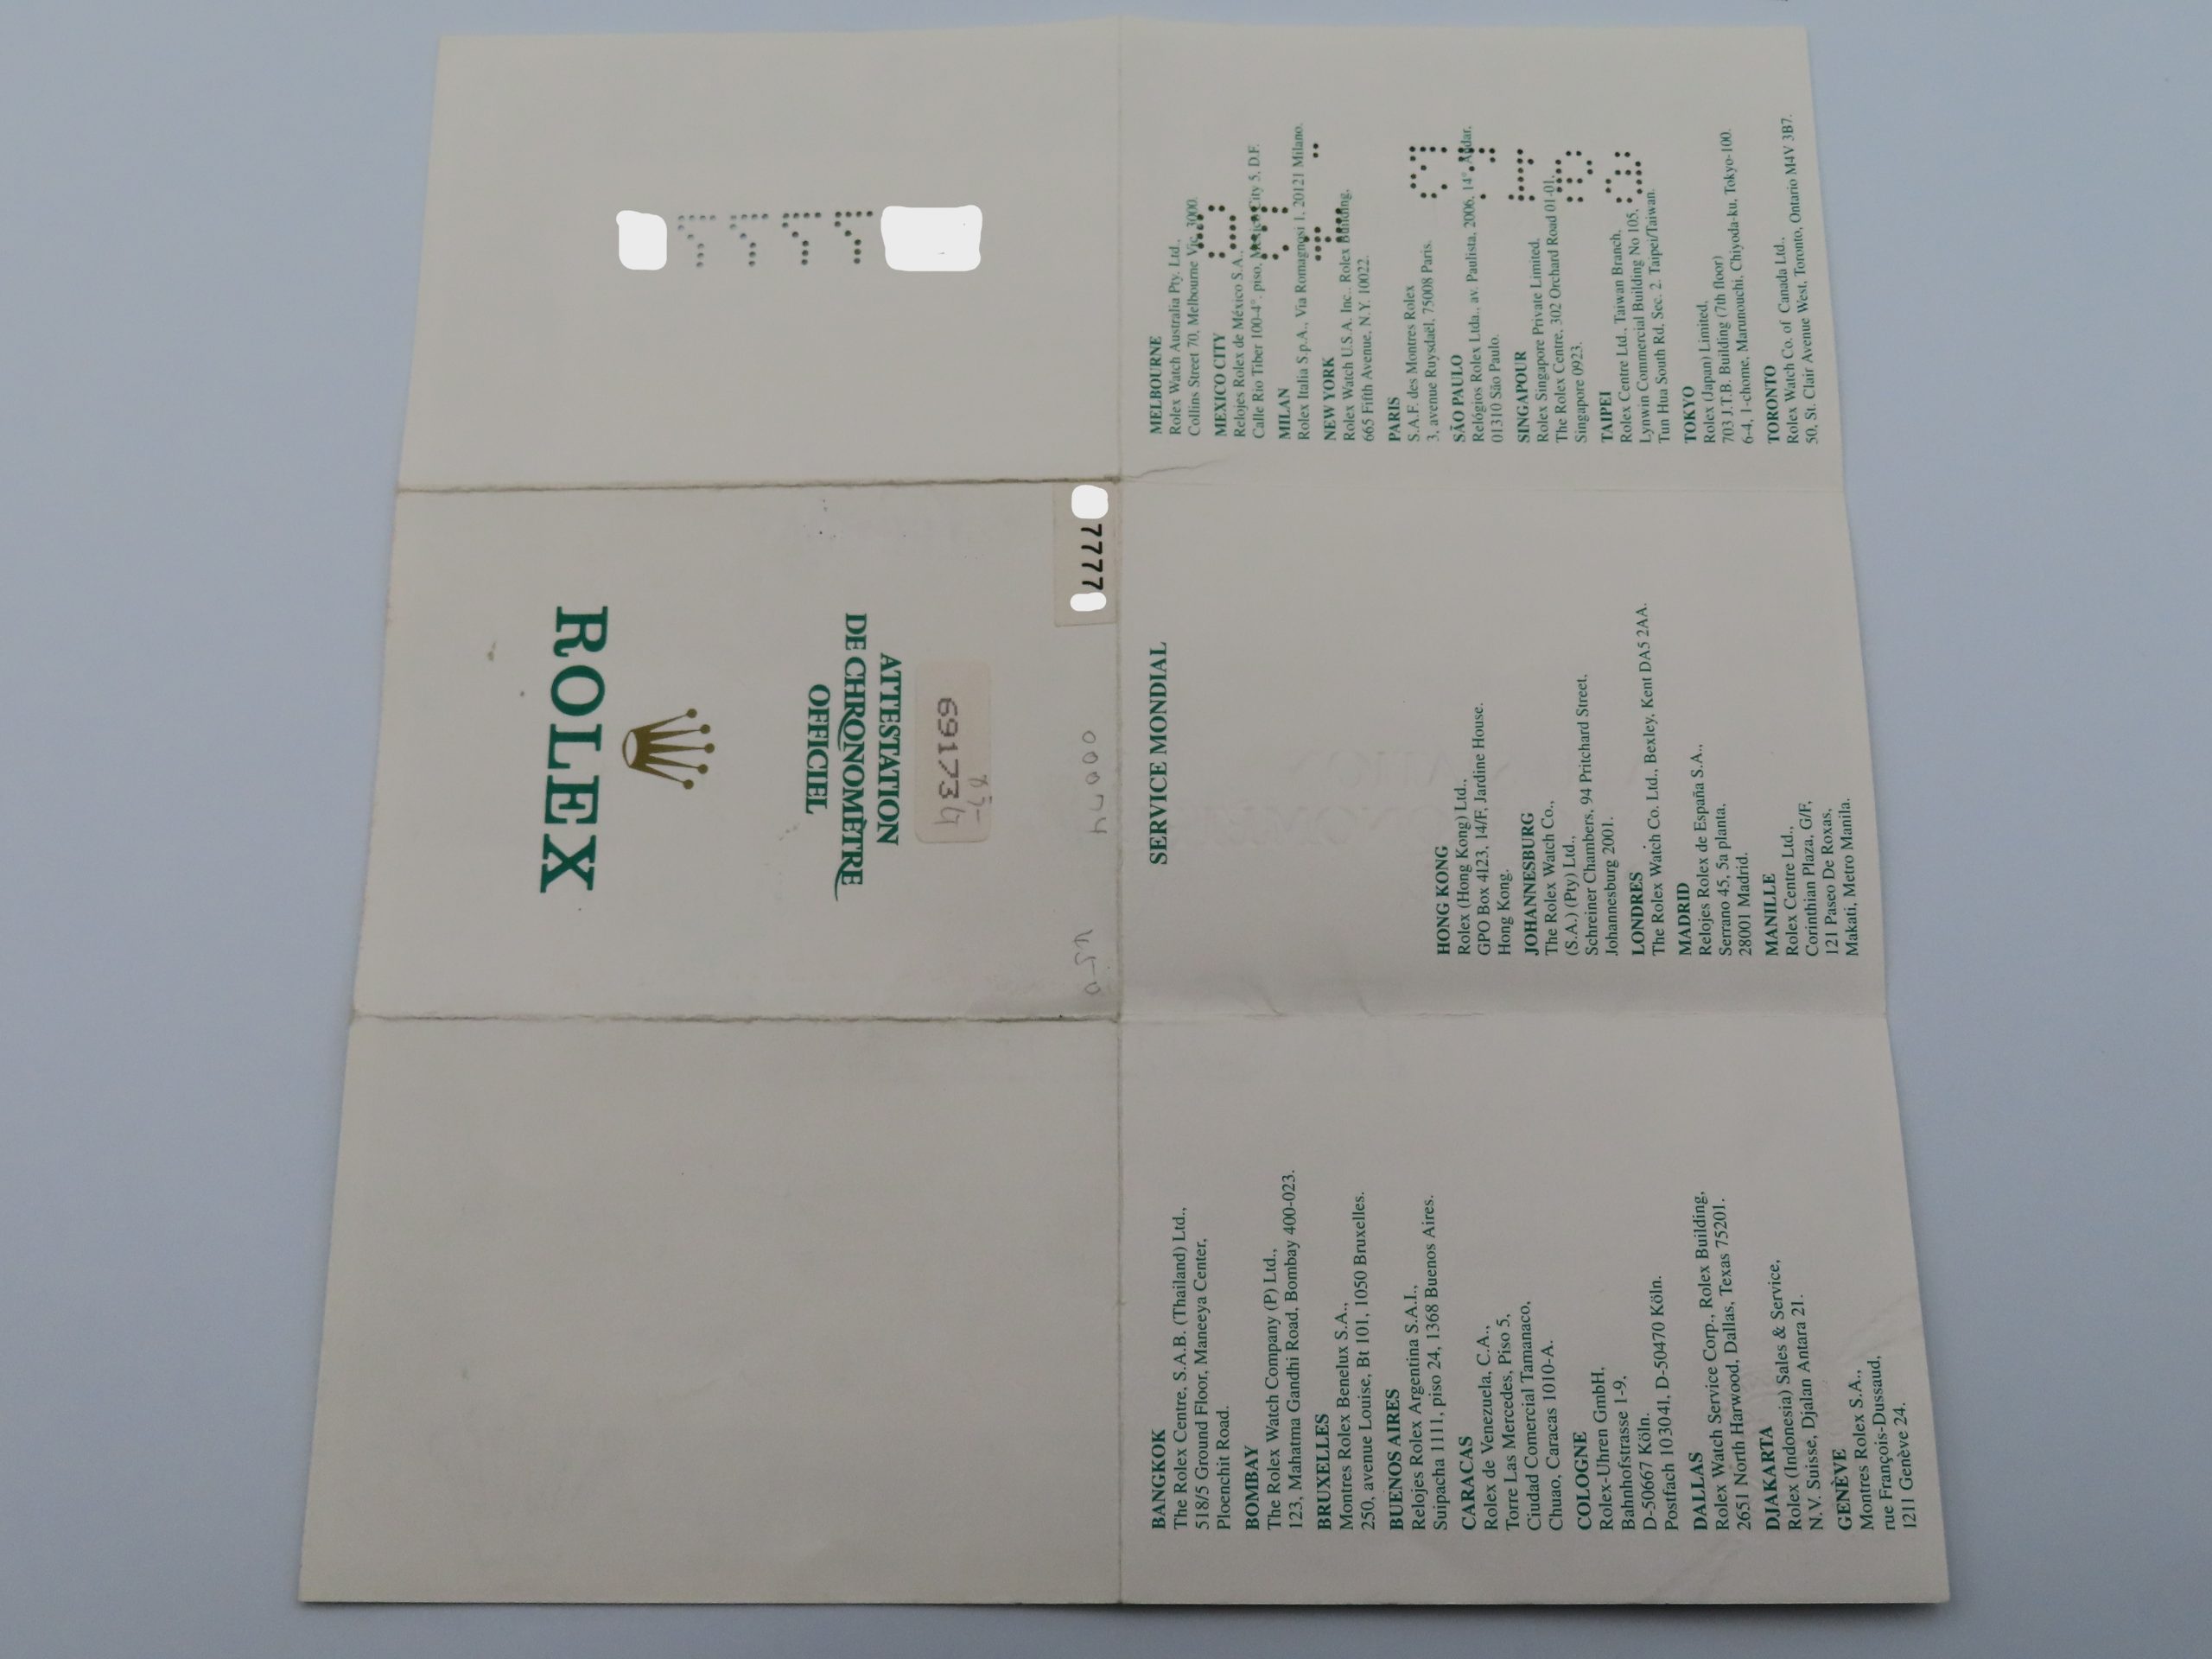 ROLEX
ATTESTATION
DE CHRONOMÈTRE
OFFICIEL
69173
7777
7777
SERVICE MONDIAL
BANGKOK
The Rolex Centre, S.A.B. (Thailand) Ltd.,
518/5 Ground Floor, Maneeya Center,
Ploenchit Road.
BOMBAY
The Rolex Watch Company (P) Ltd.,
123, Mahatma Gandhi Road, Bombay 400-023.
BRUXELLES
Montres Rolex Benelux S.A.,
250, avenue Louise, Bt 101, 1050 Bruxelles.
BUENOS AIRES
Relojes Rolex Argentina S.A.I.,
Suipacha 1111, piso 24, 1368 Buenos Aires.
CARACAS
Rolex de Venezuela, C.A.,
Torre Las Mercedes, Piso 5,
Ciudad Comercial Tamanaco,
Chuao, Caracas 1010-A.
COLOGNE
Rolex-Uhren GmbH,
Bahnhofstrasse 1-9,
D-50667 Köln.
Postfach 103041, D-50470 Köln.
DALLAS
Rolex Watch Service Corp., Rolex Building,
2651 North Harwood, Dallas, Texas 75201.
DJAKARTA
Rolex (Indonesia) Sales & Service,
N.V. Suisse, Djalan Antara 21.
GENÈVE
Montres Rolex S.A.,
rue François-Dussaud,
1211 Genève 24.
HONG KONG
Rolex (Hong Kong) Ltd.,
GPO Box 4123, 14/F, Jardine House.
Hong Kong.
JOHANNESBURG
The Rolex Watch Co.,
(S.A.) (Pty) Ltd.,
Schreiner Chambers, 94 Pritchard Street.
Johannesburg 2001.
LONDRES
The Rolex Watch Co. Ltd., Bexley, Kent DA5 2AA.
MADRID
Relojes Rolex de España S.A.,
Serrano 45, 5a planta.
28001 Madrid.
MANILLE
Rolex Centre Ltd.,
Corinthian Plaza, G/F,
121 Paseo De Roxas,
Makati, Metro Manila.
MELBOURNE
Rolex Watch Australia Pty. Ltd.,
Collins Street 70, Melbourne Vic. 3000.
MEXICO CITY
Relojes Rolex de México S.A.,
Calle Rio Tiber 100-4°. piso, Mexico City 5, D.F.
MILAN
Rolex Italia S.p.A., Via Romagnosi 1, 20121 Milano.
NEW YORK
Rolex Watch U.S.A. Inc., Rolex Building,
665 Fifth Avenue, N.Y. 10022.
PARIS
S.A.F. des Montres Rolex
3, avenue Ruysdaël, 75008 Paris.
SÃO PAULO
Relógios Rolex Ltda., av. Paulista, 2006, 14°. Andar,
01310 São Paulo.
SINGAPOUR
Rolex Singapore Private Limited,
The Rolex Centre, 302 Orchard Road 01-01,
Singapore 0923.
TAIPEI
Rolex Centre Ltd., Taiwan Branch,
Lynwin Commercial Building No 105,
Tun Hua South Rd, Sec. 2. Taipei/Taiwan.
TOKYO
Rolex (Japan) Limited,
703 J.T.B. Building (7th floor)
6-4, 1-chome, Marunouchi, Chiyoda-ku, Tokyo-100.
TORONTO
Rolex Watch Co. of Canada Ltd.,
50, St. Clair Avenue West, Toronto, Ontario M4V 3B7.